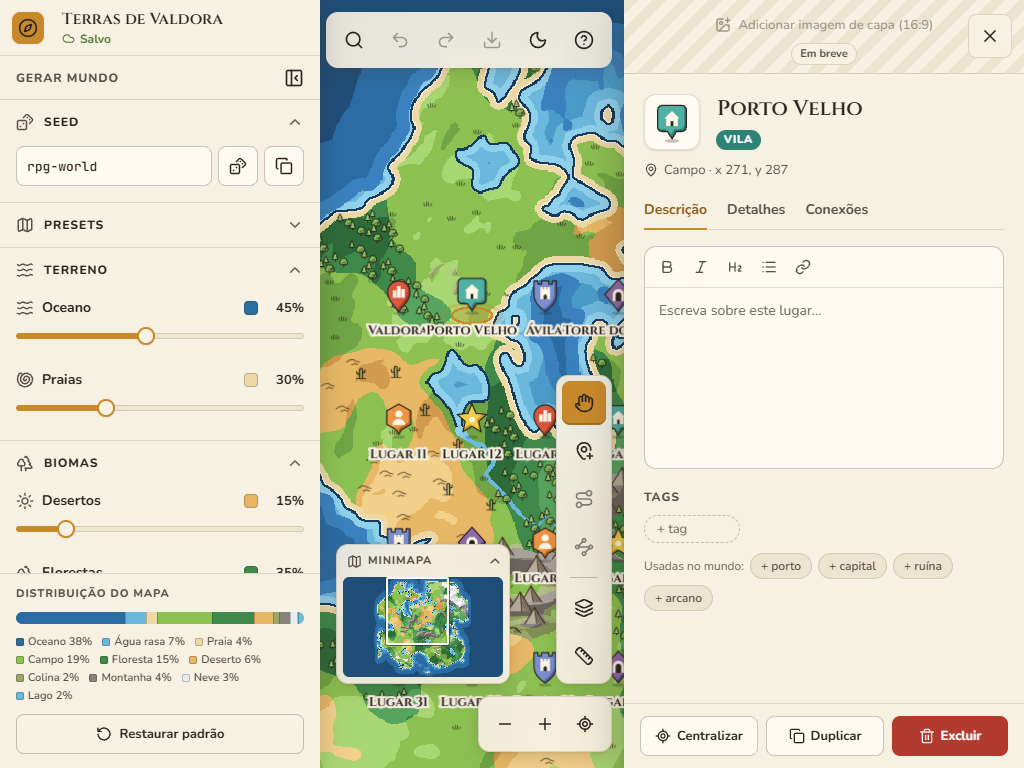 Terras de Valdora
Salvo
GERAR MUNDO
SEED
rpg-world
PRESETS
TERRENO
Oceano 45%
Praias 30%
BIOMAS
Desertos 15%
Florestas 35%
DISTRIBUIÇÃO DO MAPA
Oceano 38% Água rasa 7% Praia 4%
Campo 19% Floresta 15% Deserto 6%
Colina 2% Montanha 4% Neve 3%
Lago 2%
Restaurar padrão
VALDORA PORTO VELHO ÁVILA TORRE DO
LUGAR 11 LUGAR 12 LUGAR
LUGAR
MINIMAPA
LUGAR 31
Adicionar imagem de capa (16:9)
Em breve
Porto Velho
VILA
Campo · x 271, y 287
Descrição Detalhes Conexões
B I H2
Escreva sobre este lugar...
TAGS
+ tag
Usadas no mundo: + porto + capital + ruína
+ arcano
Centralizar Duplicar Excluir